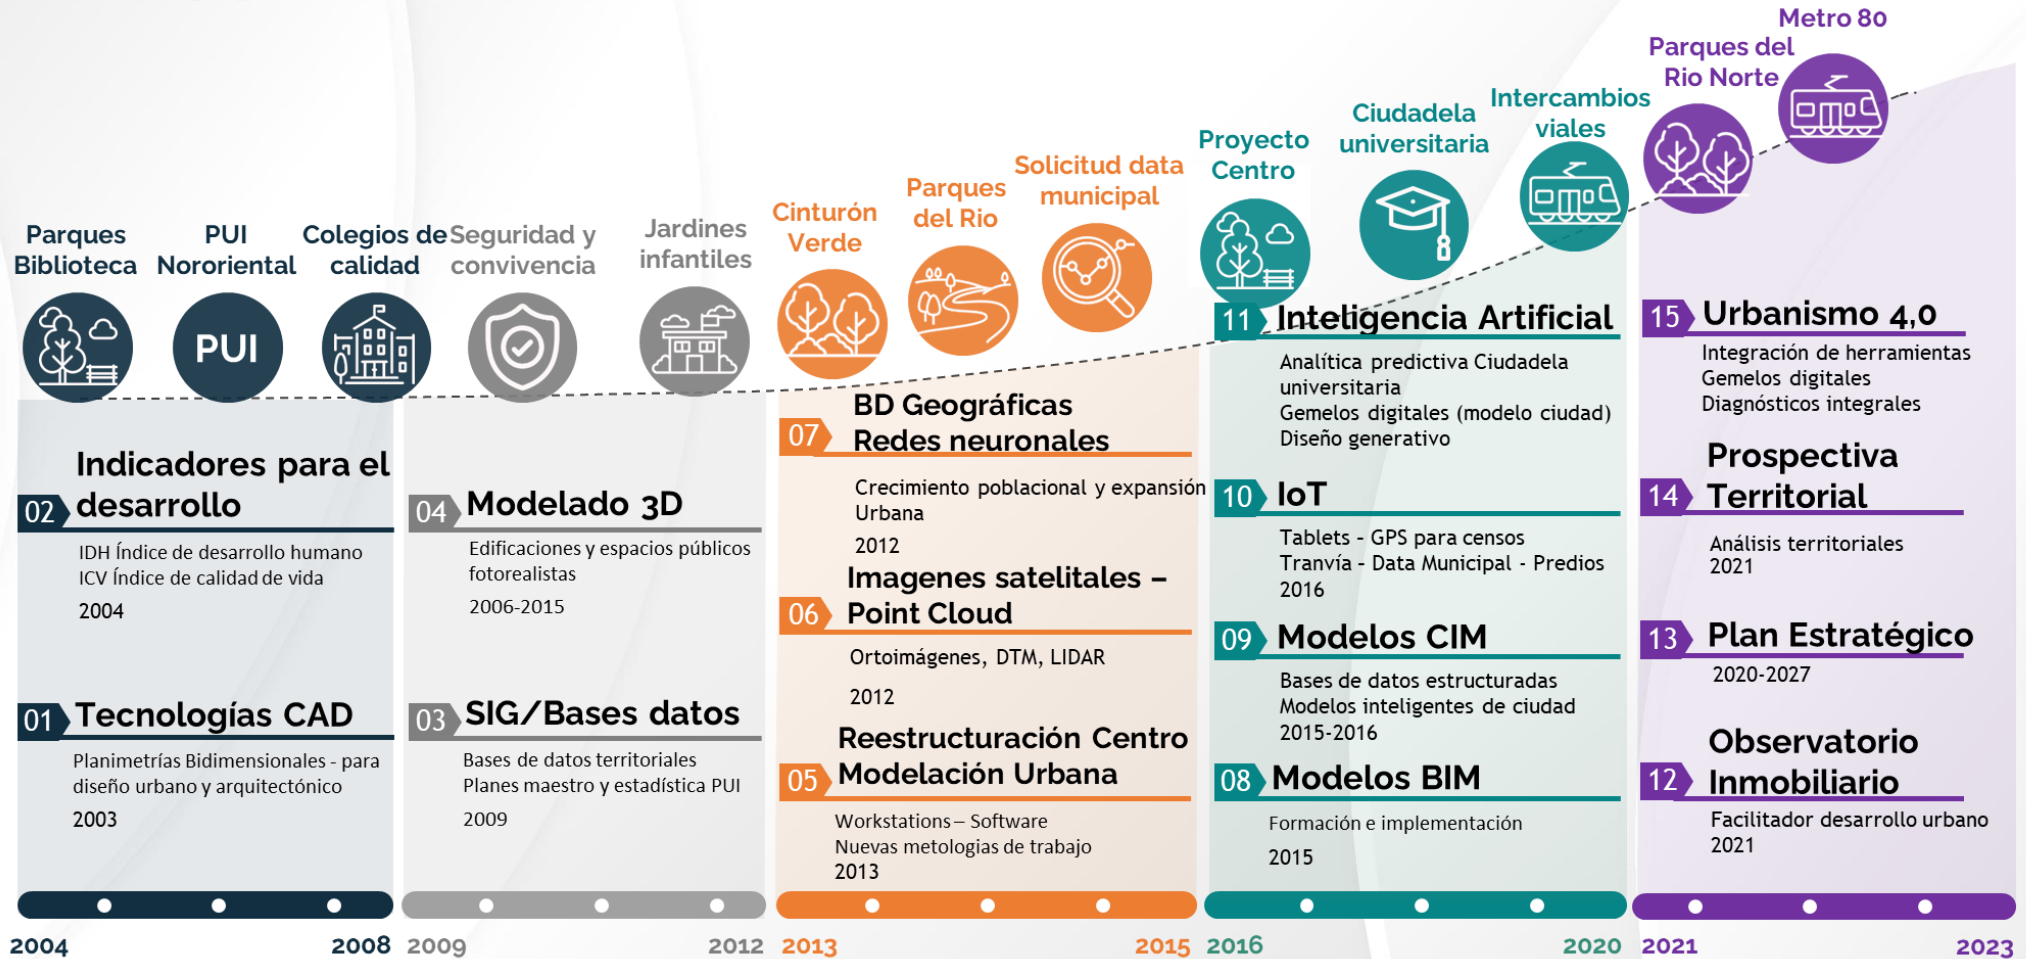 Metro 80
Parques del
Rio Norte
Intercambios
viales
Ciudadela
universitaria
Proyecto
Centro
Solicitud data
municipal
Parques
del Rio
Cinturón
Verde
Jardines
infantiles
Seguridad y
convivencia
Colegios de
calidad
PUI
Nororiental
Parques
Biblioteca
PUI
02
Indicadores para el
desarrollo
IDH Índice de desarrollo humano
ICV Índice de calidad de vida
2004
01
Tecnologías CAD
Planimetrías Bidimensionales - para
diseño urbano y arquitectónico
2003
04
Modelado 3D
Edificaciones y espacios públicos
fotorealistas
2006-2015
03
SIG/Bases datos
Bases de datos territoriales
Planes maestro y estadística PUI
2009
07
BD Geográficas
Redes neuronales
Crecimiento poblacional y expansión
Urbana
2012
06
Imagenes satelitales –
Point Cloud
Ortoimágenes, DTM, LIDAR
2012
05
Reestructuración Centro
Modelación Urbana
Workstations – Software
Nuevas metologias de trabajo
2013
11
Inteligencia Artificial
Analítica predictiva Ciudadela
universitaria
Gemelos digitales (modelo ciudad)
Diseño generativo
10
IoT
Tablets - GPS para censos
Tranvía - Data Municipal - Predios
2016
09
Modelos CIM
Bases de datos estructuradas
Modelos inteligentes de ciudad
2015-2016
08
Modelos BIM
Formación e implementación
2015
15
Urbanismo 4,0
Integración de herramientas
Gemelos digitales
Diagnósticos integrales
14
Prospectiva
Territorial
Análisis territoriales
2021
13
Plan Estratégico
2020-2027
12
Observatorio
Inmobiliario
Facilitador desarrollo urbano
2021
2004
2008
2009
2012
2013
2015
2016
2020
2021
2023